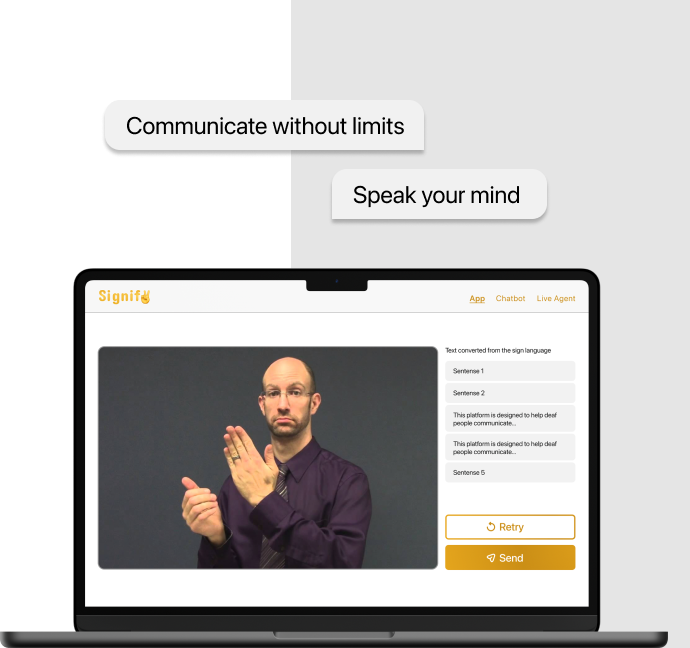 Communicate without limits
Speak your mind
Signify
App Chatbot Live Agent
Text converted from the sign language
Sentense 1
Sentense 2
This platform is designed to help deaf
people communicate...
This platform is designed to help deaf
people communicate...
Sentense 5
Retry
Send